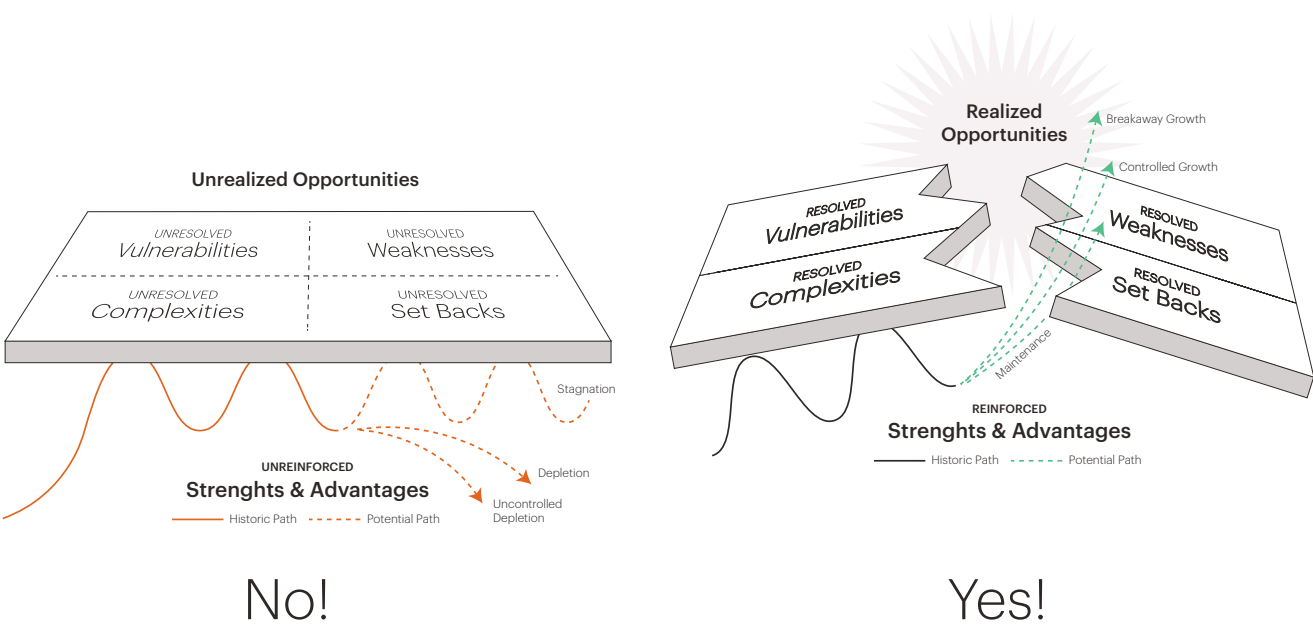 Unrealized Opportunities
UNRESOLVED
Vulnerabilities
UNRESOLVED
Weaknesses
UNRESOLVED
Complexities
UNRESOLVED
Set Backs
Stagnation
Depletion
Uncontrolled
Depletion
UNREINFORCED
Strenghts & Advantages
Historic Path
Potential Path
No!
Realized
Opportunities
Breakaway Growth
Controlled Growth
RESOLVED
Vulnerabilities
RESOLVED
Weaknesses
RESOLVED
Complexities
RESOLVED
Set Backs
Maintenance
REINFORCED
Strenghts & Advantages
Historic Path
Potential Path
Yes!